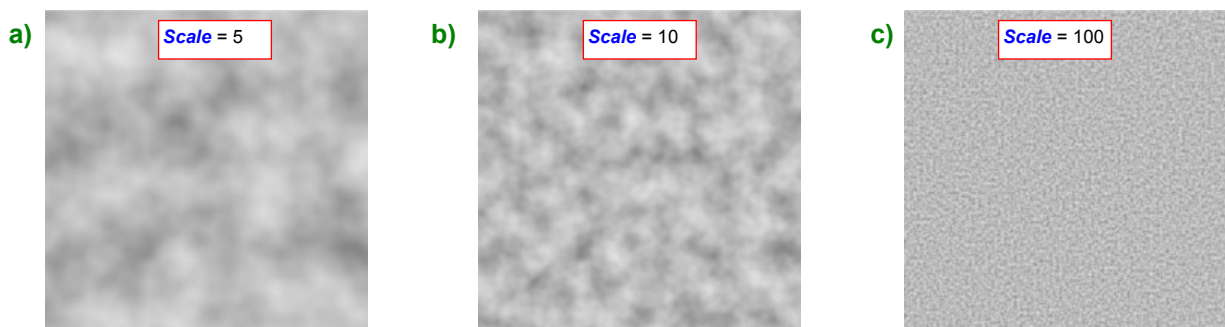 a)
Scale = 5
b)
Scale = 10
c)
Scale = 100